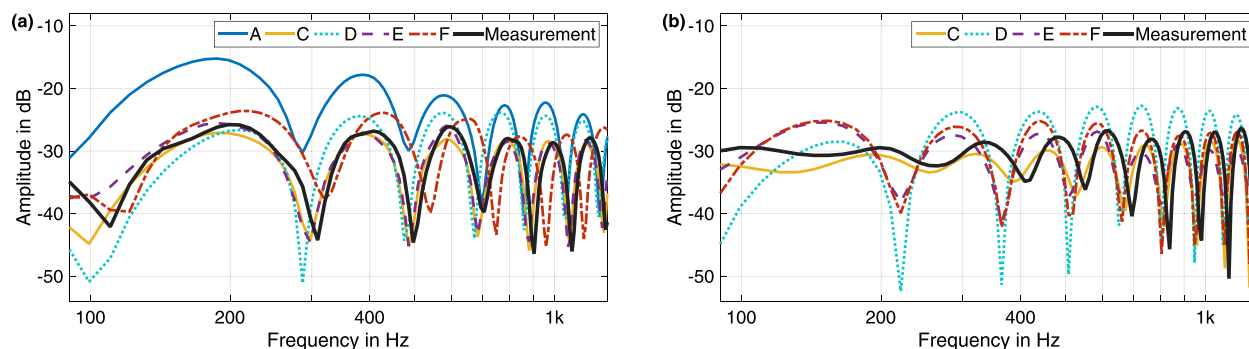 (a)
A C D E F Measurement
-10
-20
-30
-40
-50
Amplitude in dB
100 200 400 1k
Frequency in Hz
(b)
C D E F Measurement
-10
-20
-30
-40
-50
Amplitude in dB
100 200 400 1k
Frequency in Hz